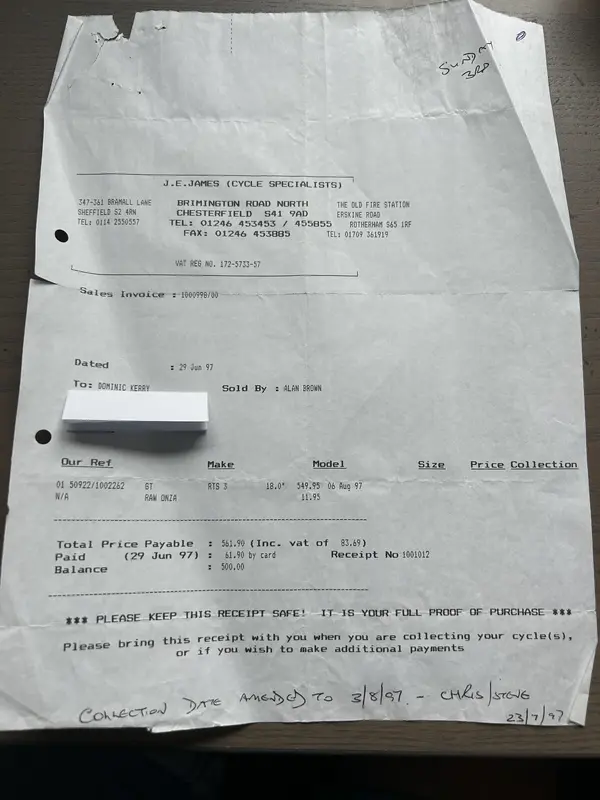 SUNDAY
3RD
J.E.JAMES (CYCLE SPECIALISTS)
347-361 BRAMALL LANE
SHEFFIELD S2 4RN
TEL: 0114 2550557
BRIMINGTON ROAD NORTH
CHESTERFIELD S41 9AD
TEL: 01246 453453 / 455855
FAX: 01246 453885
THE OLD FIRE STATION
ERSKINE ROAD
ROTHERHAM S65 1RF
TEL: 01709 361919
VAT REG NO. 172-5733-57
Sales Invoice : 1000998/00
Dated : 29 Jun 97
To: DOMINIC KERRY Sold By : ALAN BROWN
Our Ref Make Model Size Price Collection
01 50922/1002262 GT RTS 3 18.0" 549.95 06 Aug 97
N/A RAW ONZA 11.95
Total Price Payable : 561.90 (Inc. vat of 83.69)
Paid (29 Jun 97) : 61.90 by card Receipt No 1001012
Balance : 500.00
*** PLEASE KEEP THIS RECEIPT SAFE! IT IS YOUR FULL PROOF OF PURCHASE ***
Please bring this receipt with you when you are collecting your cycle(s),
or if you wish to make additional payments
COLLECTION DATE AMENDED TO 3/8/97. - CHRIS/STEVE
23/7/97